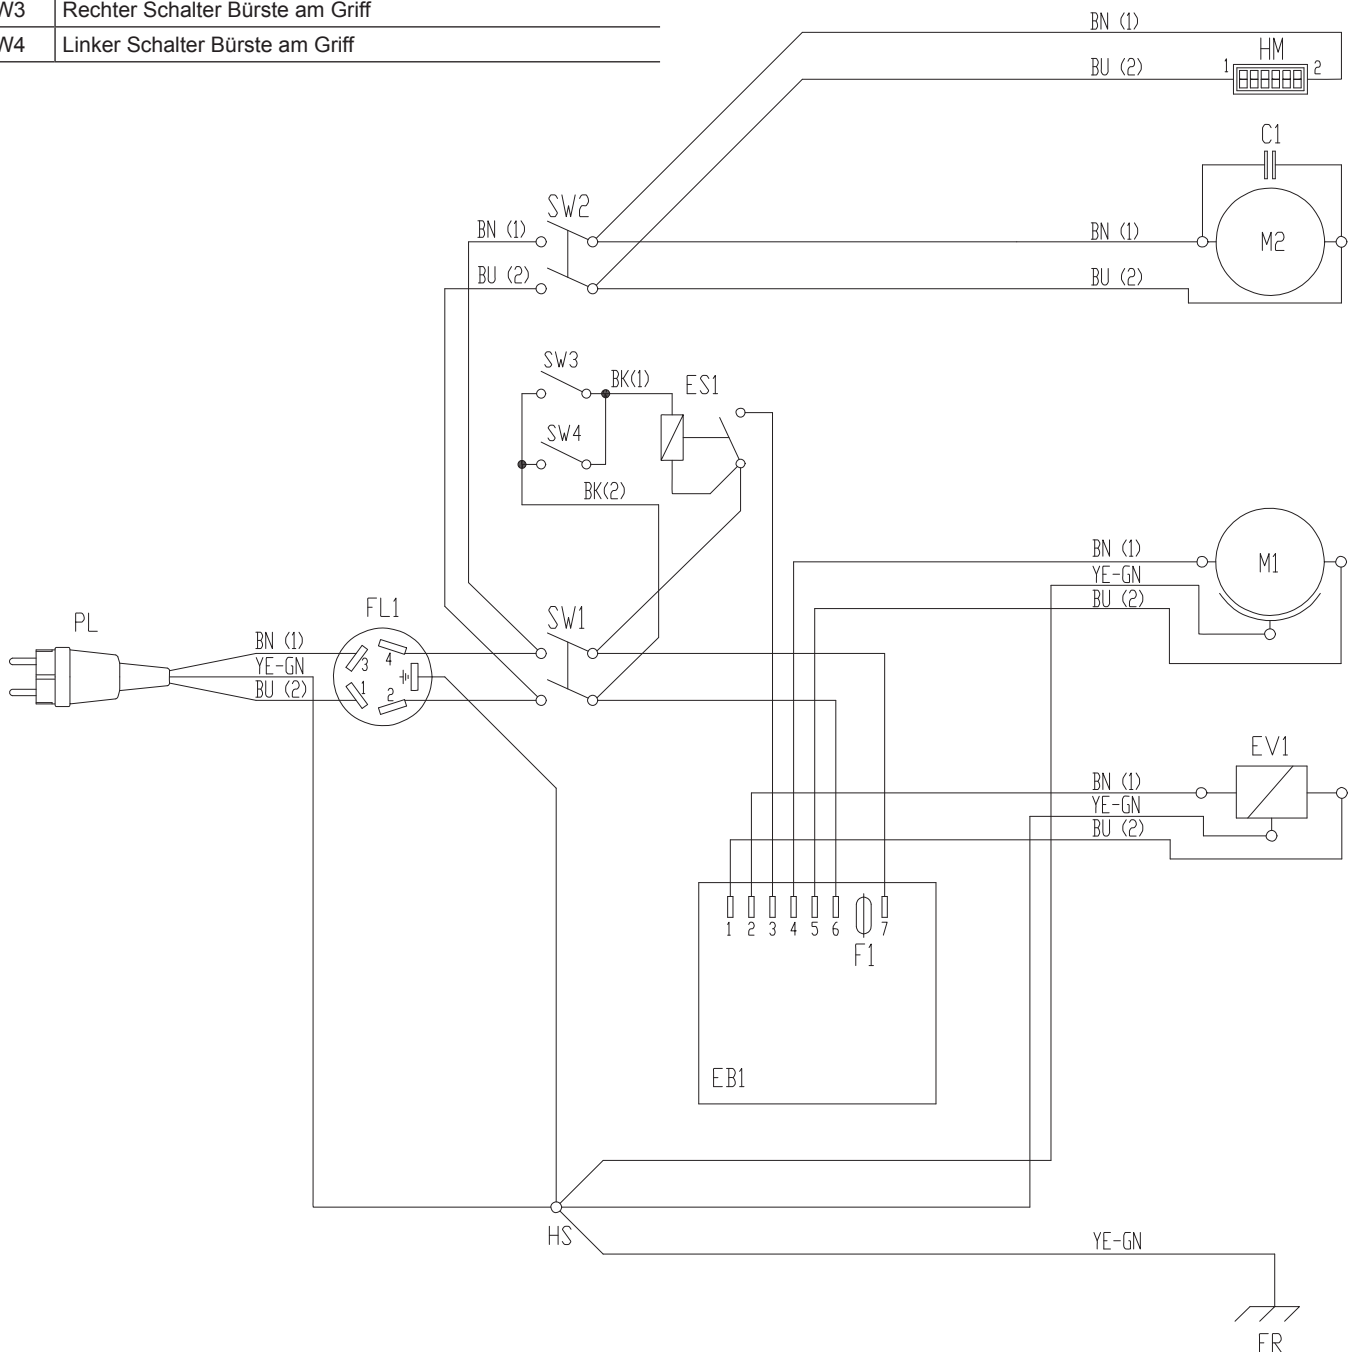 W3 Rechter Schalter Bürste am Griff
W4 Linker Schalter Bürste am Griff
BN (1)
HM
BU (2) 1 2
C1
SW2
BN (1) BN (1) M2
BU (2) BU (2)
SW3
BK(1) ES1
SW4
BK(2)
BN (1) M1
YE-GN
BU (2)
PL FL1 SW1
BN (1)
YE-GN 3 4
BU (2) 1 2
EV1
BN (1)
YE-GN
BU (2)
1 2 3 4 5 6 7
F1
EB1
HS
YE-GN
FR